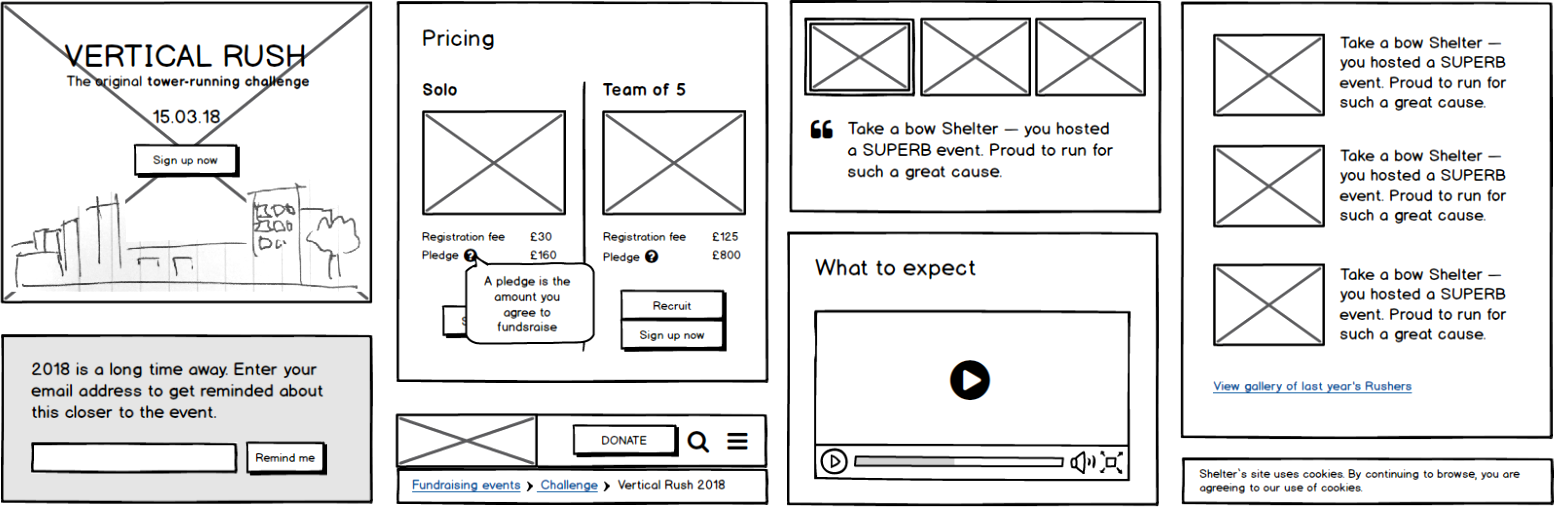 VERTICAL RUSH
The original tower-running challenge
15.03.18
Sign up now
2018 is a long time away. Enter your
email address to get reminded about
this closer to the event.
Remind me
Pricing
Solo
Registration fee £30
Pledge ? £160
A pledge is the
amount you
agree to
fundsraise
S
Team of 5
Registration fee £125
Pledge ? £800
Recruit
Sign up now
DONATE
Fundraising events > Challenge > Vertical Rush 2018
“ Take a bow Shelter — you hosted
a SUPERB event. Proud to run for
such a great cause.
What to expect
Take a bow Shelter —
you hosted a SUPERB
event. Proud to run for
such a great cause.
Take a bow Shelter —
you hosted a SUPERB
event. Proud to run for
such a great cause.
Take a bow Shelter —
you hosted a SUPERB
event. Proud to run for
such a great cause.
View gallery of last year's Rushers
Shelter`s site uses cookies. By continuing to browse, you are
agreeing to our use of cookies.